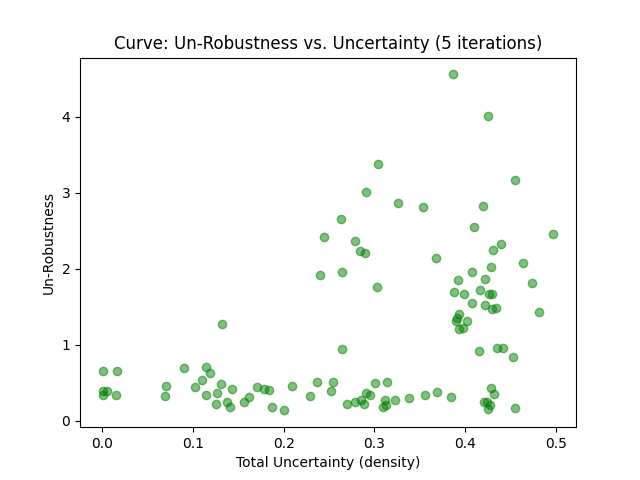 Curve: Un-Robustness vs. Uncertainty (5 iterations)
Un-Robustness
4
3
2
1
0
0.0 0.1 0.2 0.3 0.4 0.5
Total Uncertainty (density)